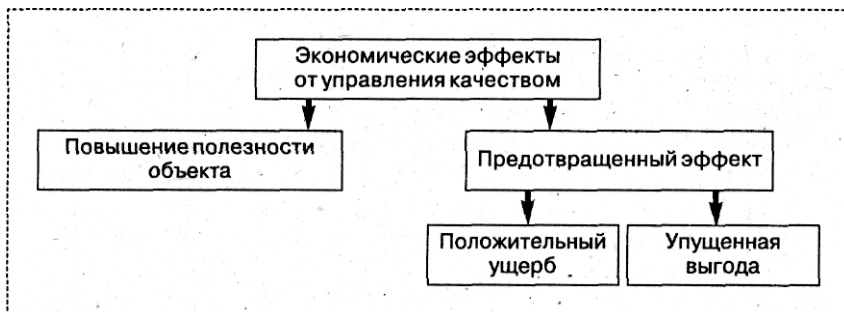 Экономические эффекты
от управления качеством
Повышение полезности
объекта
Предотвращенный эффект
Положительный
ущерб
Упущенная
выгода